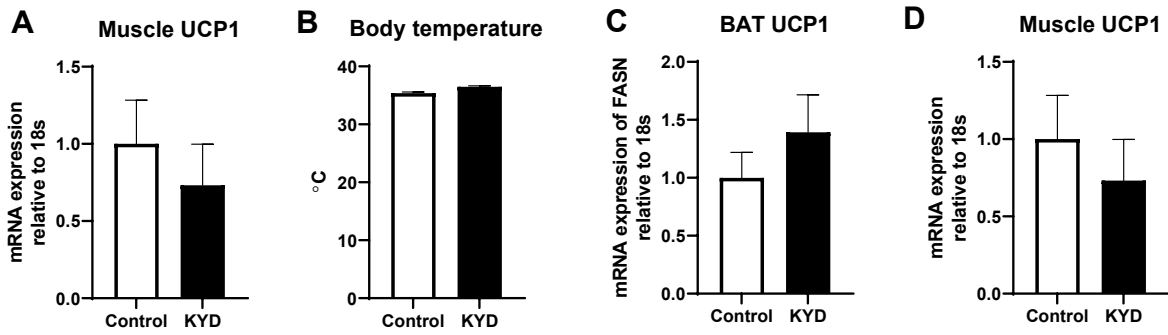 A
Muscle UCP1
mRNA expression
relative to 18s
1.5
1.0
0.5
0.0
Control
KYD
B
Body temperature
°C
40
30
20
10
0
Control
KYD
C
BAT UCP1
mRNA expression of FASN
relative to 18s
2.0
1.5
1.0
0.5
0.0
Control
KYD
D
Muscle UCP1
mRNA expression
relative to 18s
1.5
1.0
0.5
0.0
Control
KYD